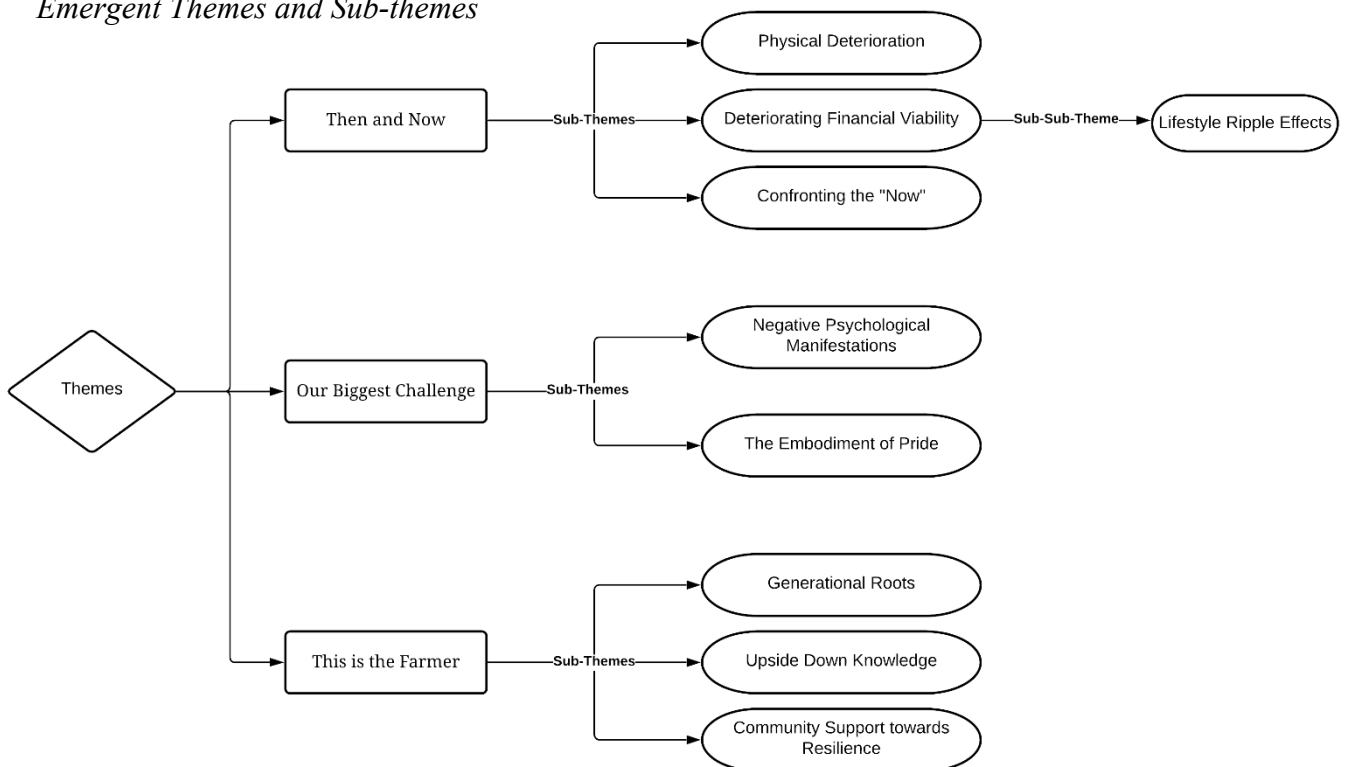 Emergent Themes and Sub-themes
Themes
Then and Now
Sub-Themes
Physical Deterioration
Deteriorating Financial Viability
Sub-Sub-Theme
Lifestyle Ripple Effects
Confronting the "Now"
Our Biggest Challenge
Sub-Themes
Negative Psychological
Manifestations
The Embodiment of Pride
This is the Farmer
Sub-Themes
Generational Roots
Upside Down Knowledge
Community Support towards
Resilience